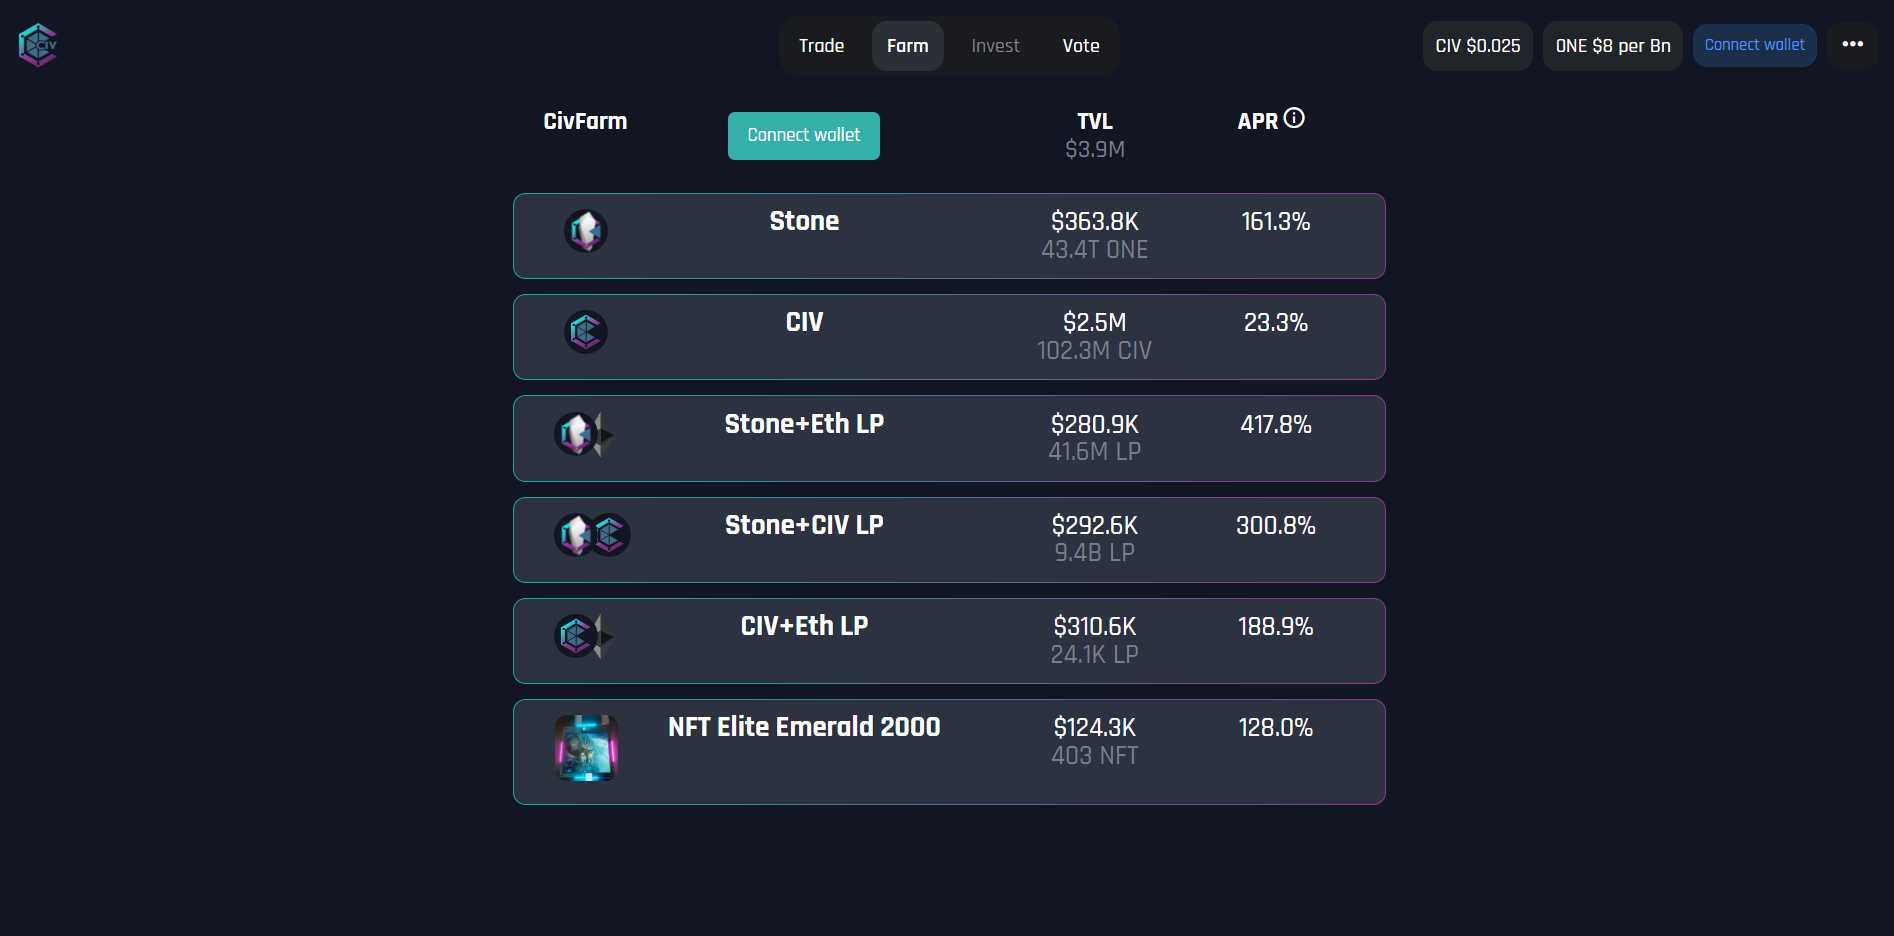 CIV
Trade
Farm
Invest
Vote
CIV $0.025
ONE $8 per Bn
Connect wallet
CivFarm
Connect wallet
TVL
$3.9M
APR
Stone
$363.8K
43.4T ONE
161.3%
CIV
$2.5M
102.3M CIV
23.3%
Stone+Eth LP
$280.9K
41.6M LP
417.8%
Stone+CIV LP
$292.6K
9.4B LP
300.8%
CIV+Eth LP
$310.6K
24.1K LP
188.9%
NFT Elite Emerald 2000
$124.3K
403 NFT
128.0%